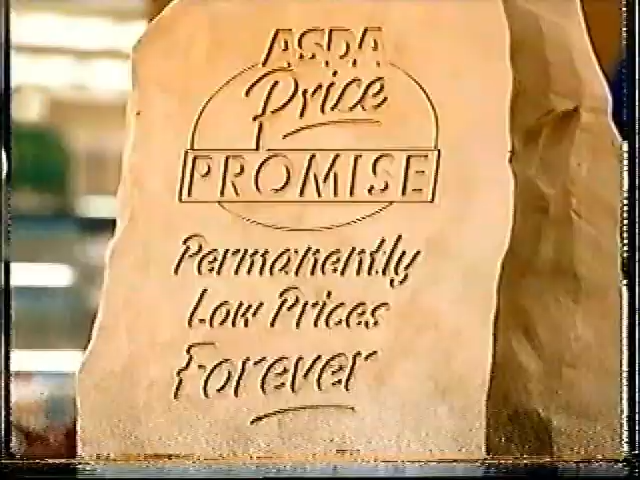 ASDA
Price
PROMISE
Permanently
Low Prices
Forever